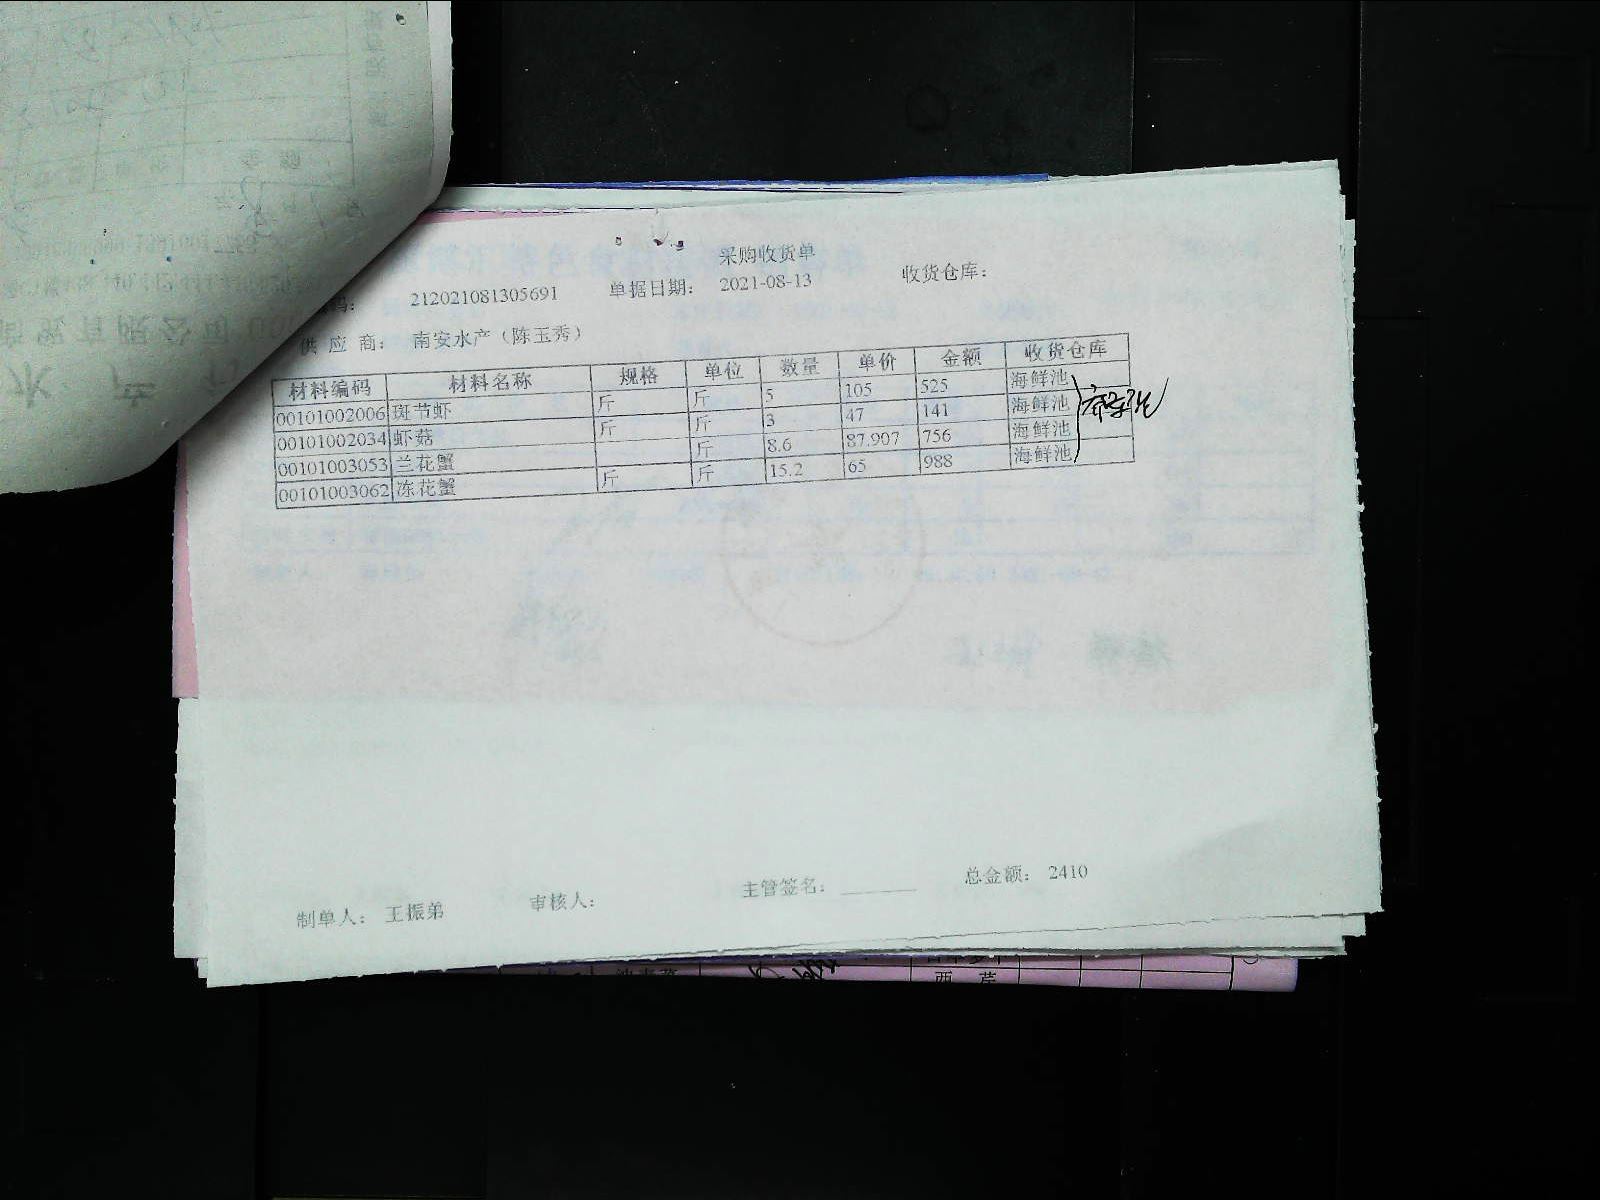 采购收货单
码： 212021081305691 单据日期： 2021-08-13 收货仓库：
供 应 商： 南安水产（陈玉秀）
材料编码 材料名称 规格 单位 数量 单价 金额 收货仓库
00101002006 斑节虾 斤 斤 5 105 525 海鲜池
00101002034 虾菇 斤 斤 3 47 141 海鲜池
00101003053 兰花蟹 斤 8.6 87.907 756 海鲜池
00101003062 冻花蟹 斤 斤 15.2 65 988 海鲜池
制单人： 王振弟 审核人： 主管签名： 总金额： 2410
西 芹